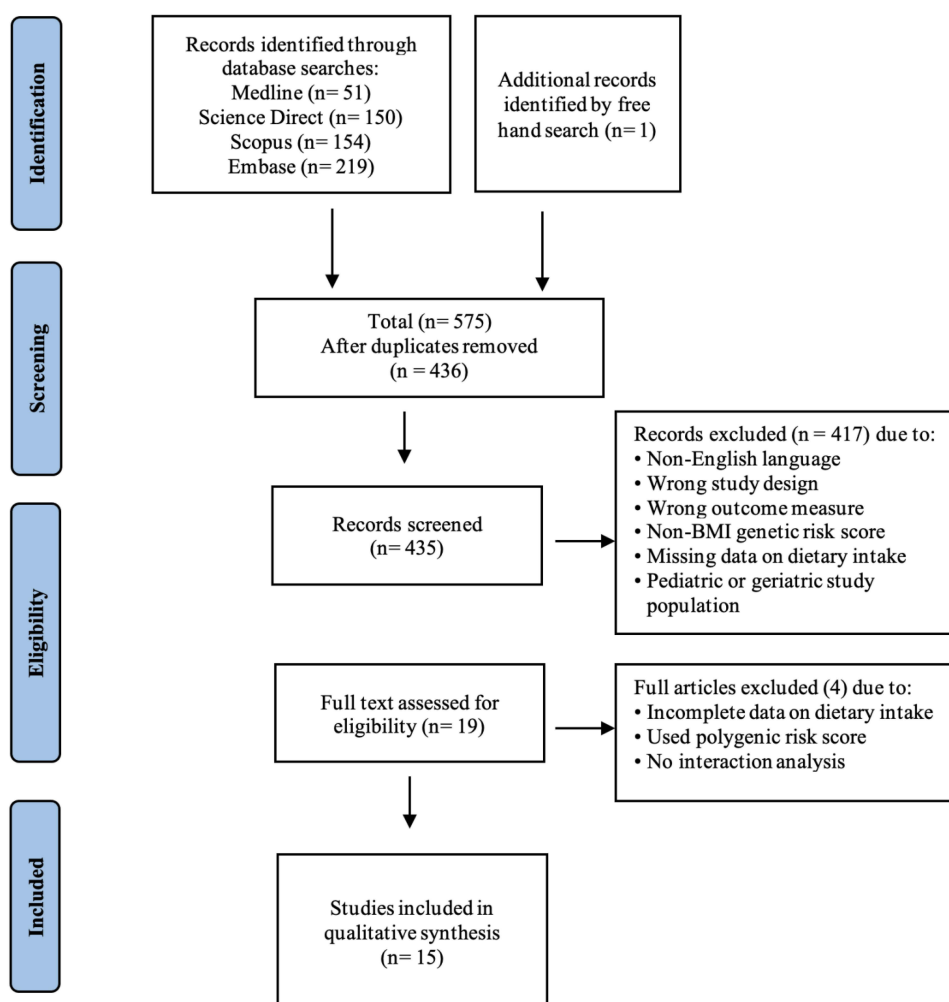 Identification
Records identified through
database searches:
Medline (n= 51)
Science Direct (n= 150)
Scopus (n= 154)
Embase (n= 219)
Additional records
identified by free
hand search (n= 1)
Screening
Total (n= 575)
After duplicates removed
(n = 436)
Records screened
(n= 435)
Records excluded (n = 417) due to:
• Non-English language
• Wrong study design
• Wrong outcome measure
• Non-BMI genetic risk score
• Missing data on dietary intake
• Pediatric or geriatric study
population
Eligibility
Full text assessed for
eligibility (n= 19)
Full articles excluded (4) due to:
• Incomplete data on dietary intake
• Used polygenic risk score
• No interaction analysis
Included
Studies included in
qualitative synthesis
(n= 15)